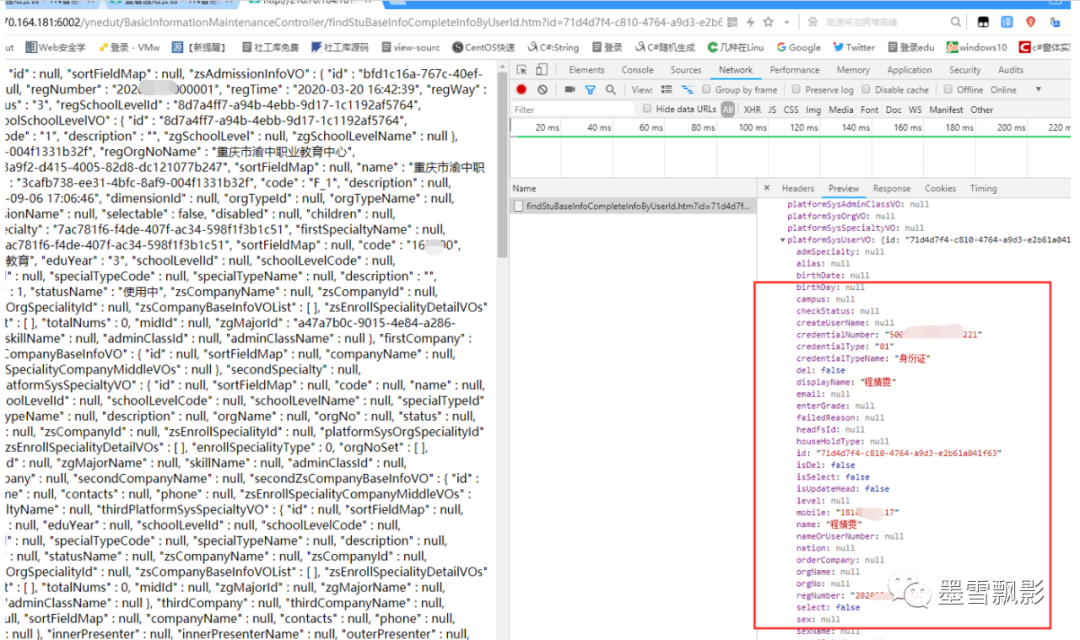 70.164.181:6002/ynedut/BasicInformationMaintenanceController/findStuBaseInfoCompleteInfoByUserId.htm?id=71d4d7f4-c810-4764-a9d3-e2b6
ut Web安全学 登录 - VMw 【新提醒】 社工库免费 社工库源码 view-sourc CentOS快速 C#:String 登录 C#随机生成 几种在Linu Google Twitter 登录edu windows10 c#窗体实
"id" : null, "sortFieldMap" : null, "zsAdmissionInfoVO" : { "id" : "bfd1c16a-767c-40ef-
ull, "regNumber" : "202 000001", "regTime" : "2020-03-20 16:42:39", "regWay" :
us" : "3", "regSchoolLevelId" : "8d7a4ff7-a94b-4ebb-9d17-1c1192af5764",
oolSchoolLevelVO" : { "id" : "8d7a4ff7-a94b-4ebb-9d17-1c1192af5764",
ode" : "1", "description" : "", "zgSchoolLevel" : null, "zgSchoolLevelName" : null },
-004f1331b32f", "regOrgNoName" : "重庆市渝中职业教育中心",
3a9f2-d415-4005-82d8-dc121077b247", "sortFieldMap" : null, "name" : "重庆市渝中职
: "3cafb738-ee31-4bfc-8af9-004f1331b32f", "code" : "F_1", "description" : null,
-09-06 17:06:46", "dimensionId" : null, "orgTypeId" : null, "orgTypeName" : null,
sionName" : null, "selectable" : false, "disabled" : null, "children" : null,
ecialty" : "7ac781f6-f4de-407f-ac34-598f1f3b1c51", "firstSpecialtyName" : null,
ac781f6-f4de-407f-ac34-598f1f3b1c51", "sortFieldMap" : null, "code" : "16 00",
教育", "eduYear" : "3", "schoolLevelId" : null, "schoolLevelCode" : null,
l" : null, "specialTypeCode" : null, "specialTypeName" : null, "description" : "",
: 1, "statusName" : "使用中", "zsCompanyName" : null, "zsCompanyId" : null,
OrgSpecialityId" : null, "zsCompanyBaseInfoVOList" : [ ], "zsEnrollSpecialityDetailVOs"
t" : [ ], "totalNums" : 0, "midId" : null, "zgMajorId" : "a47a7b0c-9015-4e84-a286-
skillName" : null, "adminClassId" : null, "adminClassName" : null }, "firstCompany" :
CompanyBaseInfoVO" : { "id" : null, "sortFieldMap" : null, "companyName" : null,
SpecialityCompanyMiddleVOs" : null }, "secondSpecialty" : null,
latformSysSpecialtyVO" : { "id" : null, "sortFieldMap" : null, "code" : null, "name" : null,
oolLevelId" : null, "schoolLevelCode" : null, "schoolLevelName" : null, "specialTypeId"
ypeName" : null, "description" : null, "orgName" : null, "orgNo" : null, "status" : null,
: null, "zsCompanyId" : null, "zsEnrollSpecialityId" : null, "platformSysOrgSpecialityId"
zsEnrollSpecialityDetailVOs" : [ ], "enrollSpecialityType" : 0, "orgNoSet" : [ ],
d" : null, "zgMajorName" : null, "skillName" : null, "adminClassId" : null,
pany" : null, "secondCompanyName" : null, "secondZsCompanyBaseInfoVO" : { "id" :
me" : null, "contacts" : null, "phone" : null, "zsEnrollSpecialityCompanyMiddleVOs" :
ltyName" : null, "thirdPlatformSysSpecialtyVO" : { "id" : null, "sortFieldMap" : null,
: null, "eduYear" : null, "schoolLevelId" : null, "schoolLevelCode" : null,
l" : null, "specialTypeCode" : null, "specialTypeName" : null, "description" : null,
: null, "statusName" : null, "zsCompanyName" : null, "zsCompanyId" : null,
OrgSpecialityId" : null, "zsCompanyBaseInfoVOList" : [ ], "zsEnrollSpecialityDetailVOs"
t" : [ ], "totalNums" : 0, "midId" : null, "zgMajorId" : null, "zgMajorName" : null,
"adminClassName" : null }, "thirdCompany" : null, "thirdCompanyName" : null,
ull, "sortFieldMap" : null, "companyName" : null, "contacts" : null, "phone" : null,
: null } }, "innerPresenter" : null, "innerPresenterName" : null, "outerPresenter" : null,
Elements Console Sources Network Performance Memory Application Security Audits
View: Group by frame Preserve log Disable cache Offline Online
Filter Hide data URLs All XHR JS CSS Img Media Font Doc WS Manifest Other
20 ms 40 ms 60 ms 80 ms 100 ms 120 ms 140 ms 160 ms 180 ms 200 ms 220 m
Name × Headers Preview Response Cookies Timing
findStuBaseInfoCompleteInfoByUserId.htm?id=71d4d7f...
platformSysAdminClassVO: null
platformSysOrgVO: null
platformSysSpecialtyVO: null
▼platformSysUserVO: {id: "71d4d7f4-c810-4764-a9d3-e2b61a041
admSpecialty: null
alias: null
birthDate: null
birthDay: null
campus: null
checkStatus: null
createUserName: null
credentialNumber: "500 221"
credentialType: "01"
credentialTypeName: "身份证"
del: false
displayName: "程婧雯"
email: null
enterGrade: null
failedReason: null
headFsId: null
houseHoldType: null
id: "71d4d7f4-c810-4764-a9d3-e2b61a041f63"
isDel: false
isSelect: false
isUpdateHead: false
level: null
mobile: "181 17"
name: "程婧雯"
nameOrUserNumber: null
nation: null
orderCompany: null
orgName: null
orgNo: null
regNumber: "2020
select: false
sex: null
sexName: null
墨雪飘影